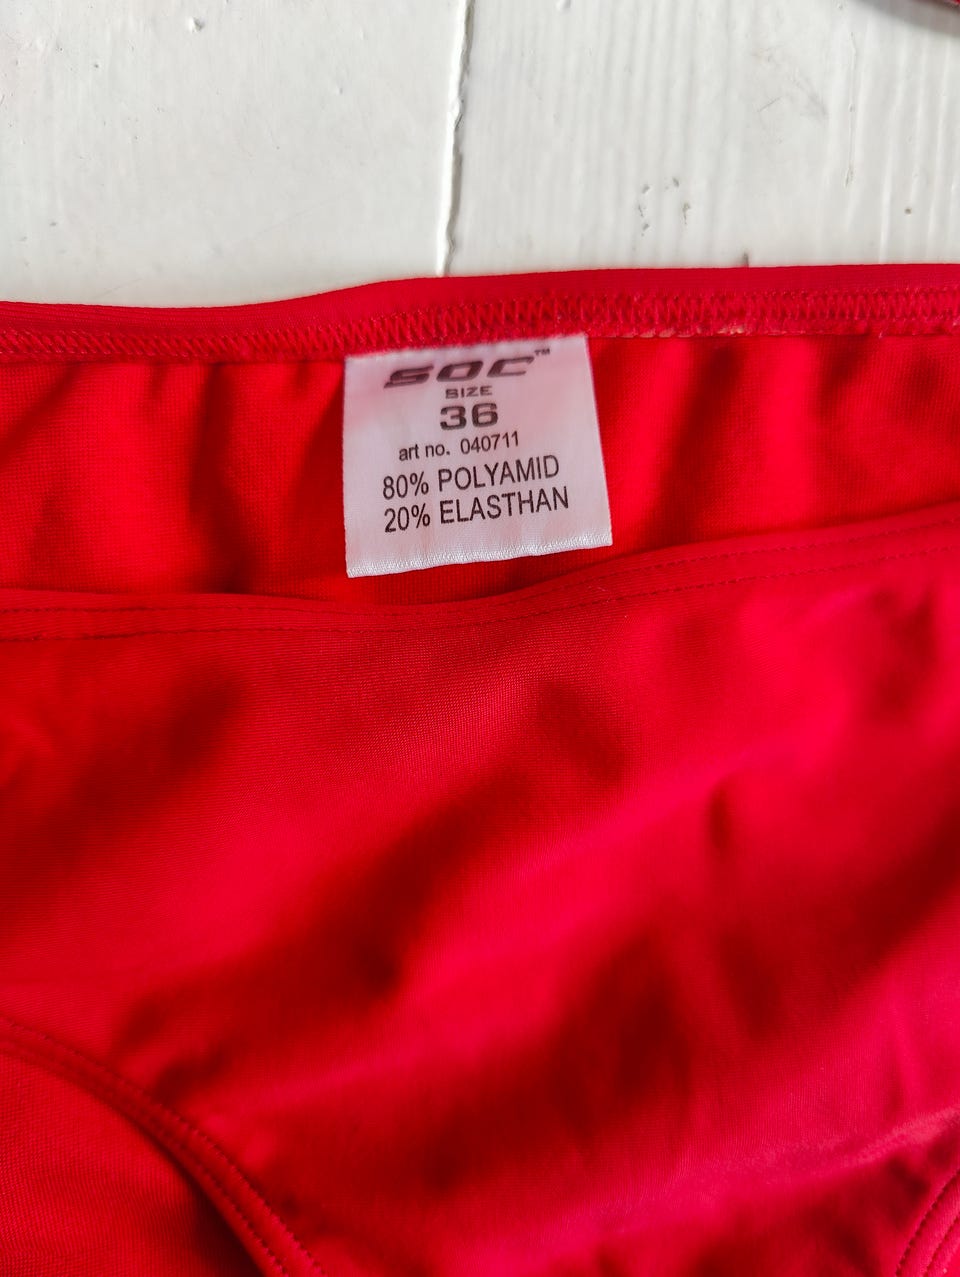 SOC™
SIZE
36
art no. 040711
80% POLYAMID
20% ELASTHAN